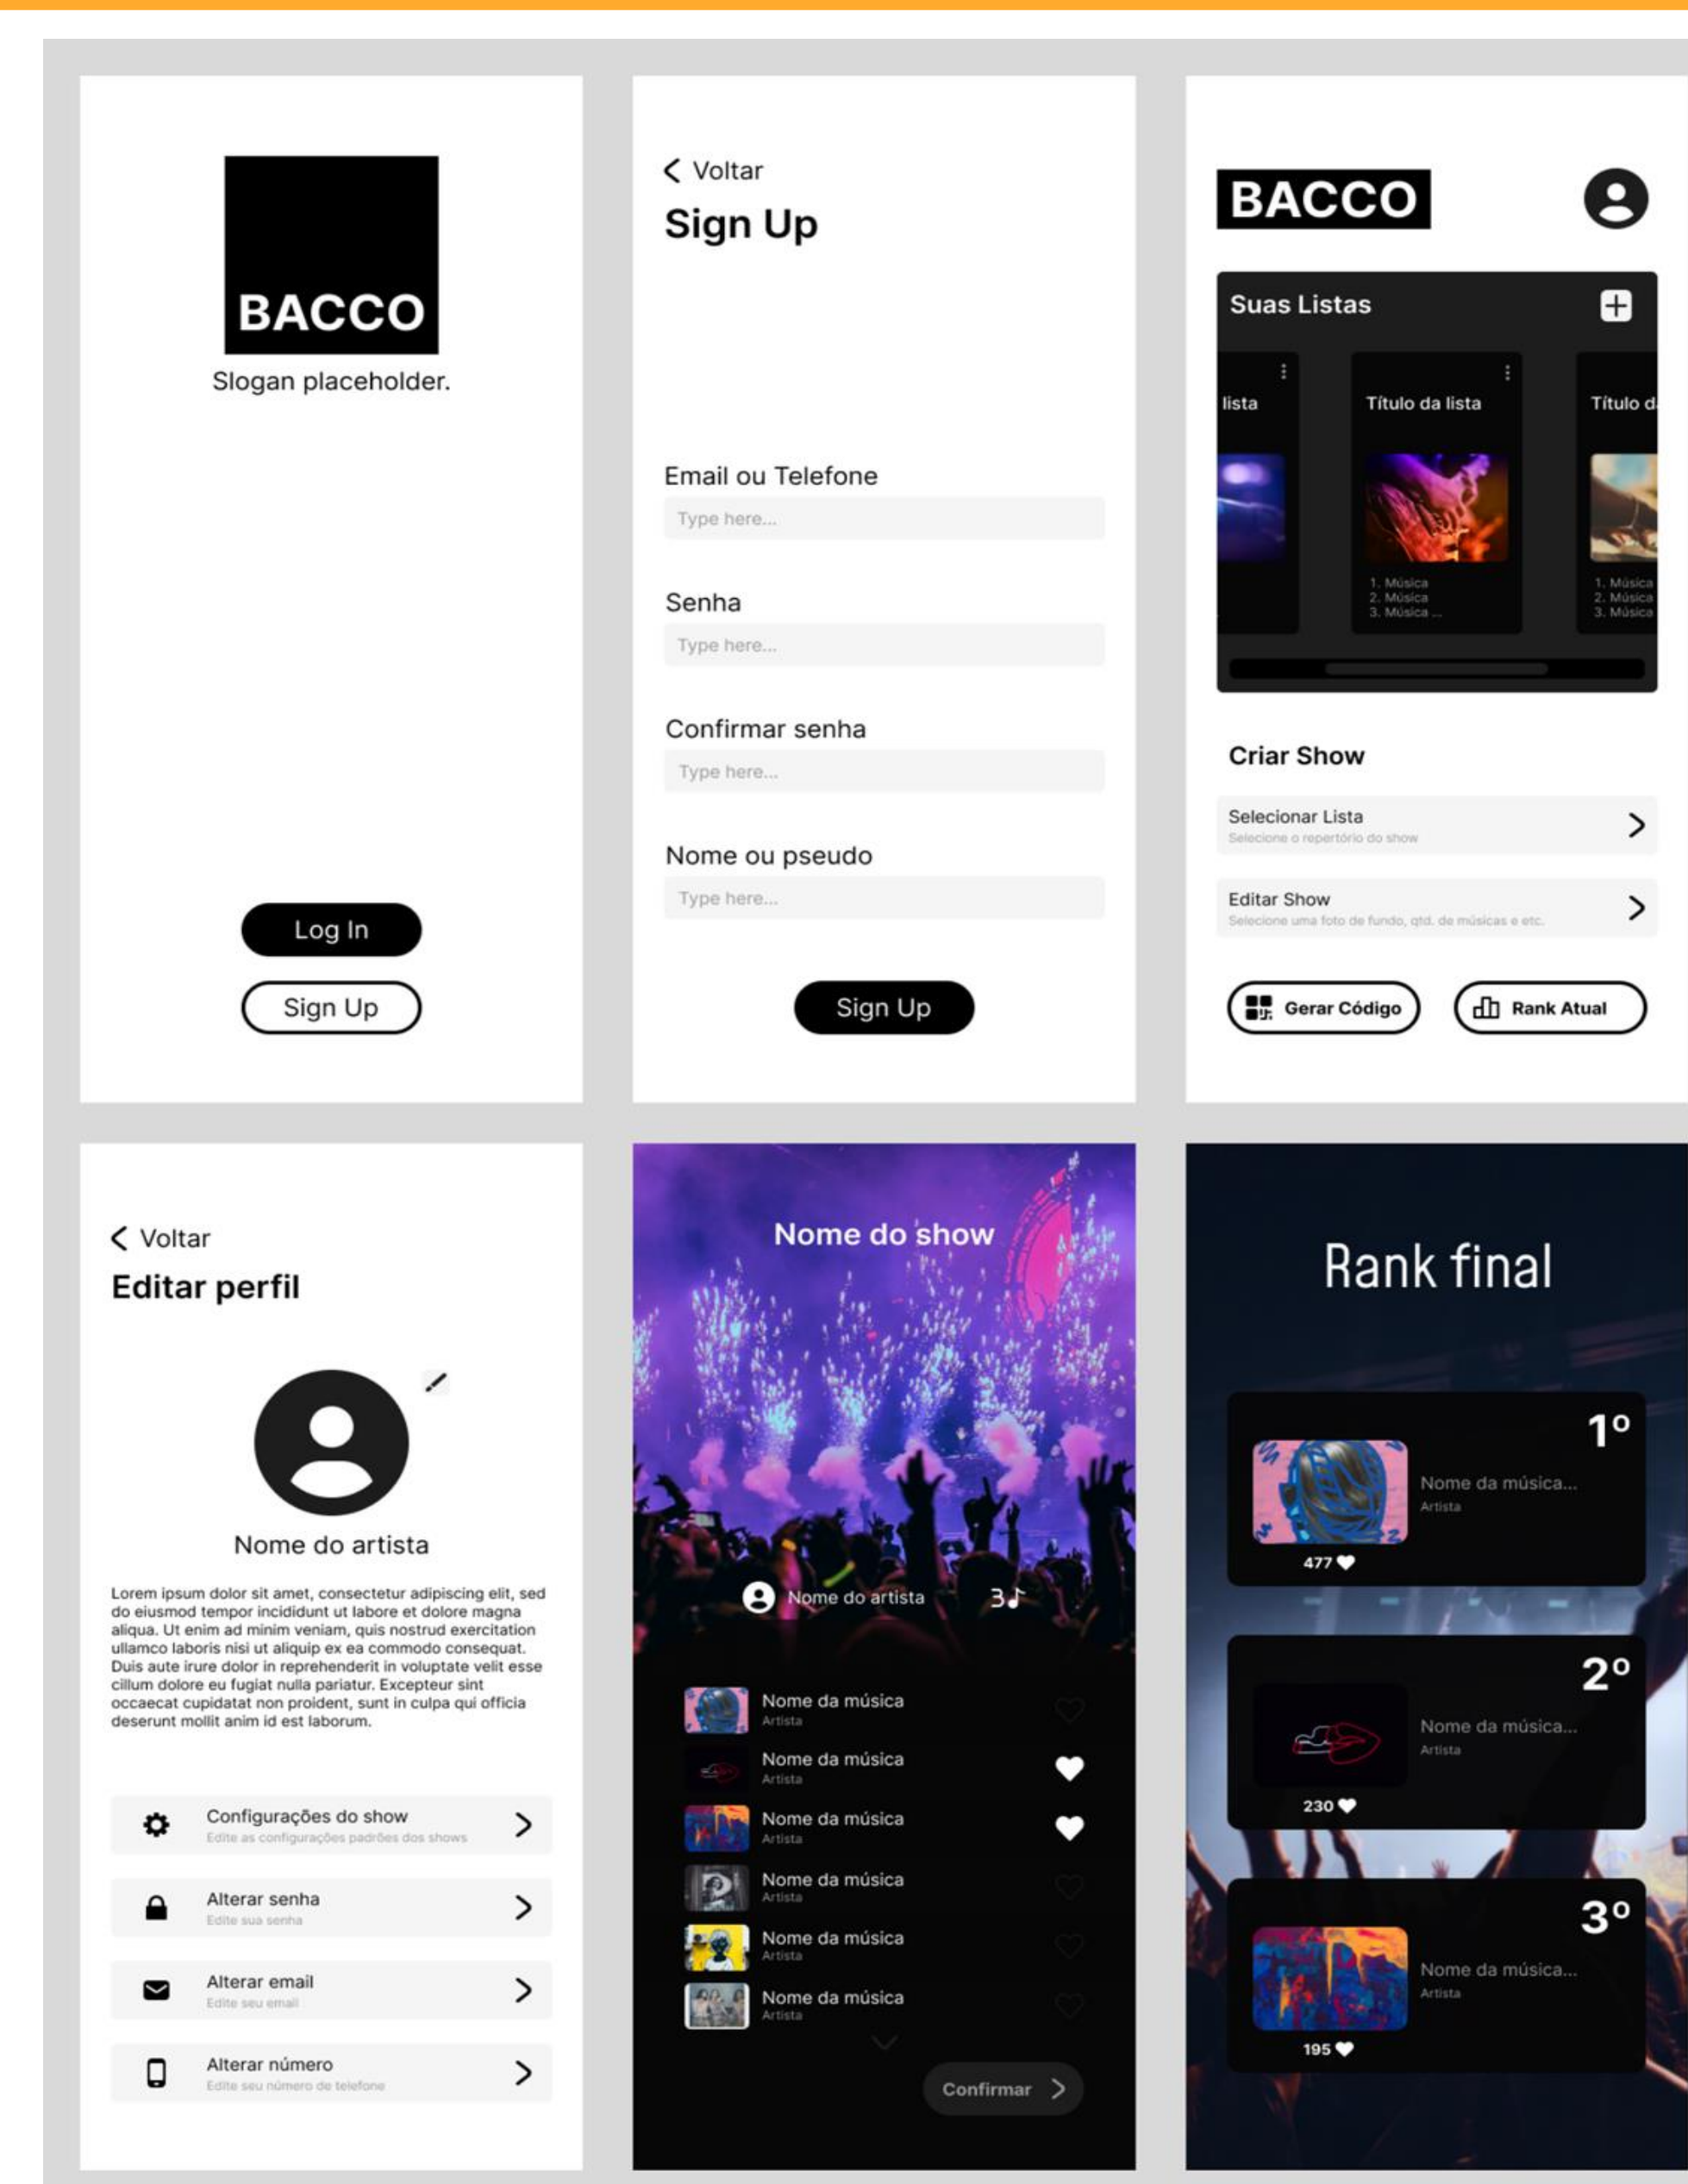 BACCO
Slogan placeholder.
Log In
Sign Up
Voltar
Sign Up
Email ou Telefone
Type here...
Senha
Type here...
Confirmar senha
Type here...
Nome ou pseudo
Type here...
Sign Up
BACCO
Suas Listas
lista
Título da lista
1. Música
2. Música
3. Música ...
Título d
1. Música
2. Música
3. Música
Criar Show
Selecionar Lista
Selecione o repertório do show
Editar Show
Selecione uma foto de fundo, qtd. de músicas e etc.
Gerar Código
Rank Atual
Voltar
Editar perfil
Nome do artista
Lorem ipsum dolor sit amet, consectetur adipiscing elit, sed
do eiusmod tempor incididunt ut labore et dolore magna
aliqua. Ut enim ad minim veniam, quis nostrud exercitation
ullamco laboris nisi ut aliquip ex ea commodo consequat.
Duis aute irure dolor in reprehenderit in voluptate velit esse
cillum dolore eu fugiat nulla pariatur. Excepteur sint
occaecat cupidatat non proident, sunt in culpa qui officia
deserunt mollit anim id est laborum.
Configurações do show
Edite as configurações padrões dos shows
Alterar senha
Edite sua senha
Alterar email
Edite seu email
Alterar número
Edite seu número de telefone
Nome do show
Nome do artista
3
Nome da música
Artista
Nome da música
Artista
Nome da música
Artista
Nome da música
Artista
Nome da música
Artista
Nome da música
Artista
Confirmar
Rank final
1º
Nome da música...
Artista
477
2º
Nome da música...
Artista
230
3º
Nome da música...
Artista
195